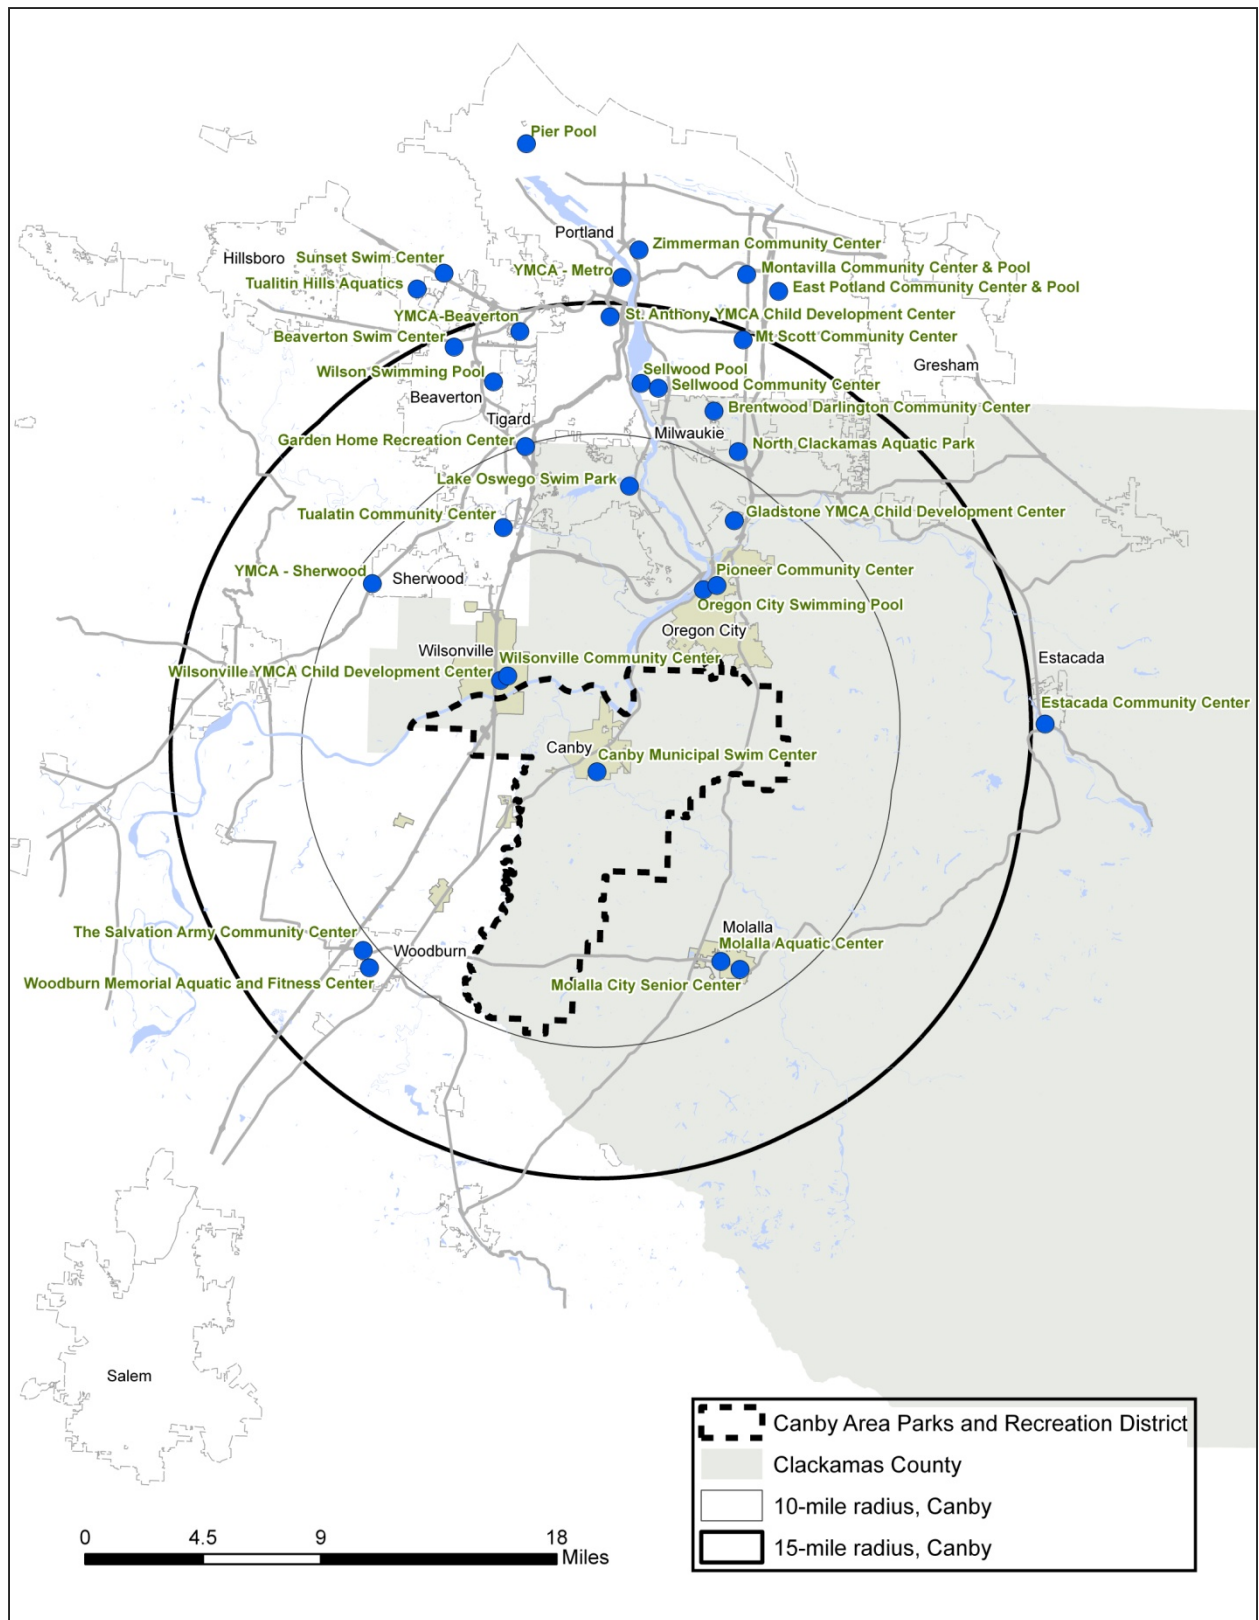 Pier Pool
Portland
Zimmerman Community Center
Hillsboro
Sunset Swim Center
YMCA - Metro
Montavilla Community Center & Pool
Tualitin Hills Aquatics
East Potland Community Center & Pool
YMCA-Beaverton
St. Anthony YMCA Child Development Center
Beaverton Swim Center
Mt Scott Community Center
Wilson Swimming Pool
Sellwood Pool
Gresham
Sellwood Community Center
Beaverton
Brentwood Darlington Community Center
Tigard
Milwaukie
Garden Home Recreation Center
North Clackamas Aquatic Park
Lake Oswego Swim Park
Tualatin Community Center
Gladstone YMCA Child Development Center
YMCA - Sherwood
Sherwood
Pioneer Community Center
Oregon City Swimming Pool
Oregon City
Wilsonville
Wilsonville Community Center
Estacada
Wilsonville YMCA Child Development Center
Estacada Community Center
Canby
Canby Municipal Swim Center
The Salvation Army Community Center
Molalla
Woodburn
Molalla Aquatic Center
Woodburn Memorial Aquatic and Fitness Center
Molalla City Senior Center
Salem
Canby Area Parks and Recreation District
Clackamas County
10-mile radius, Canby
15-mile radius, Canby
0 4.5 9 18
Miles